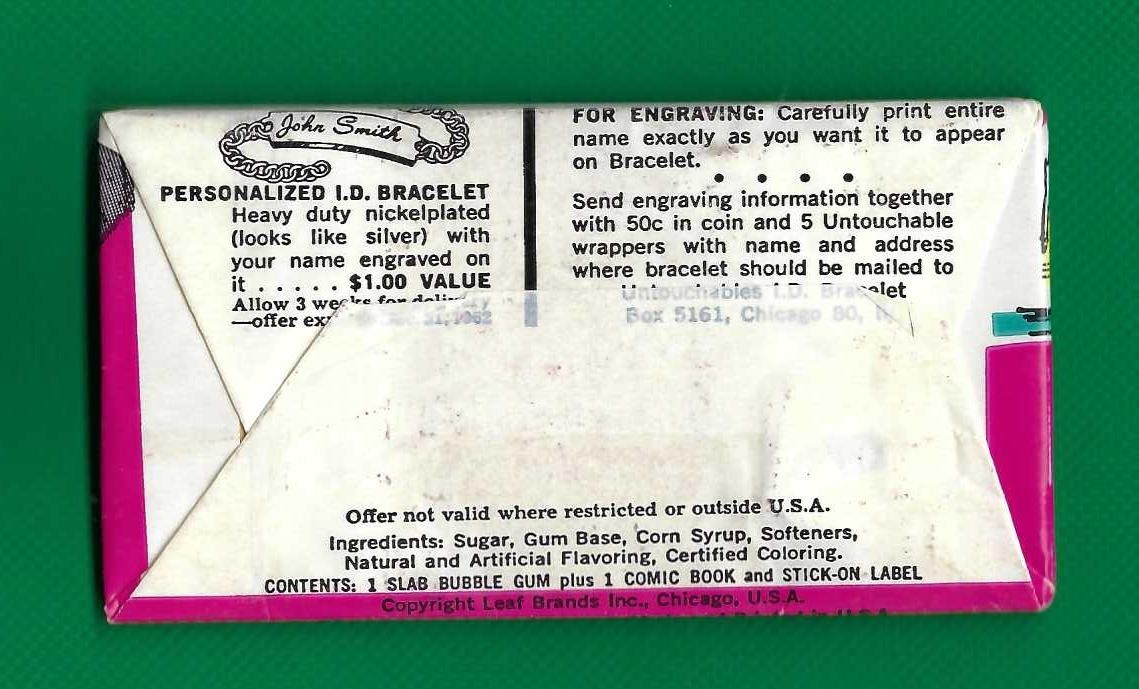 John Smith
PERSONALIZED I.D. BRACELET
Heavy duty nickelplated
(looks like silver) with
your name engraved on
it . . . . . $1.00 VALUE
Allow 3 weeks for delivery
—offer 31, 1962
FOR ENGRAVING: Carefully print entire
name exactly as you want it to appear
on Bracelet.
• • • •
Send engraving information together
with 50c in coin and 5 Untouchable
wrappers with name and address
where bracelet should be mailed to
Untouchables I.D. Bracelet
Box 5161, Chicago 80,
Offer not valid where restricted or outside U.S.A.
Ingredients: Sugar, Gum Base, Corn Syrup, Softeners,
Natural and Artificial Flavoring, Certified Coloring.
CONTENTS: 1 SLAB BUBBLE GUM plus 1 COMIC BOOK and STICK-ON LABEL
Copyright Leaf Brands Inc., Chicago, U.S.A.